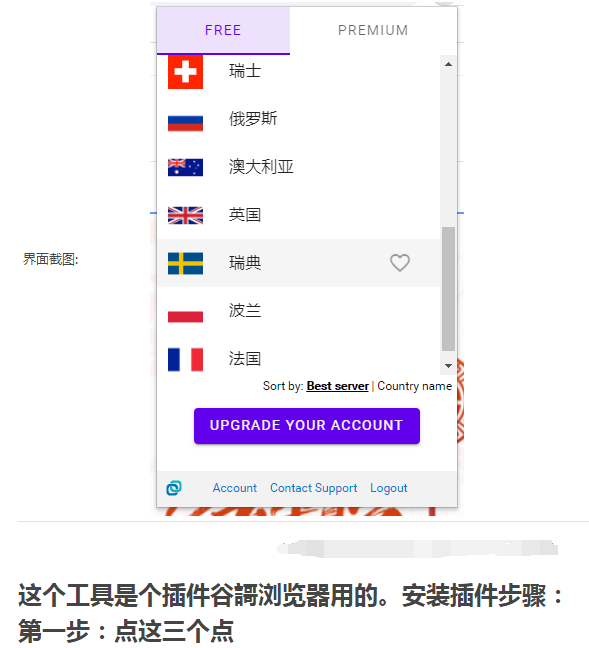 FREE
PREMIUM
瑞士
俄罗斯
澳大利亚
英国
界面截图:
瑞典
波兰
法国
Sort by: Best server | Country name
UPGRADE YOUR ACCOUNT
Account Contact Support Logout
这个工具是个插件谷謌浏览器用的。安装插件步骤：
第一步：点这三个点